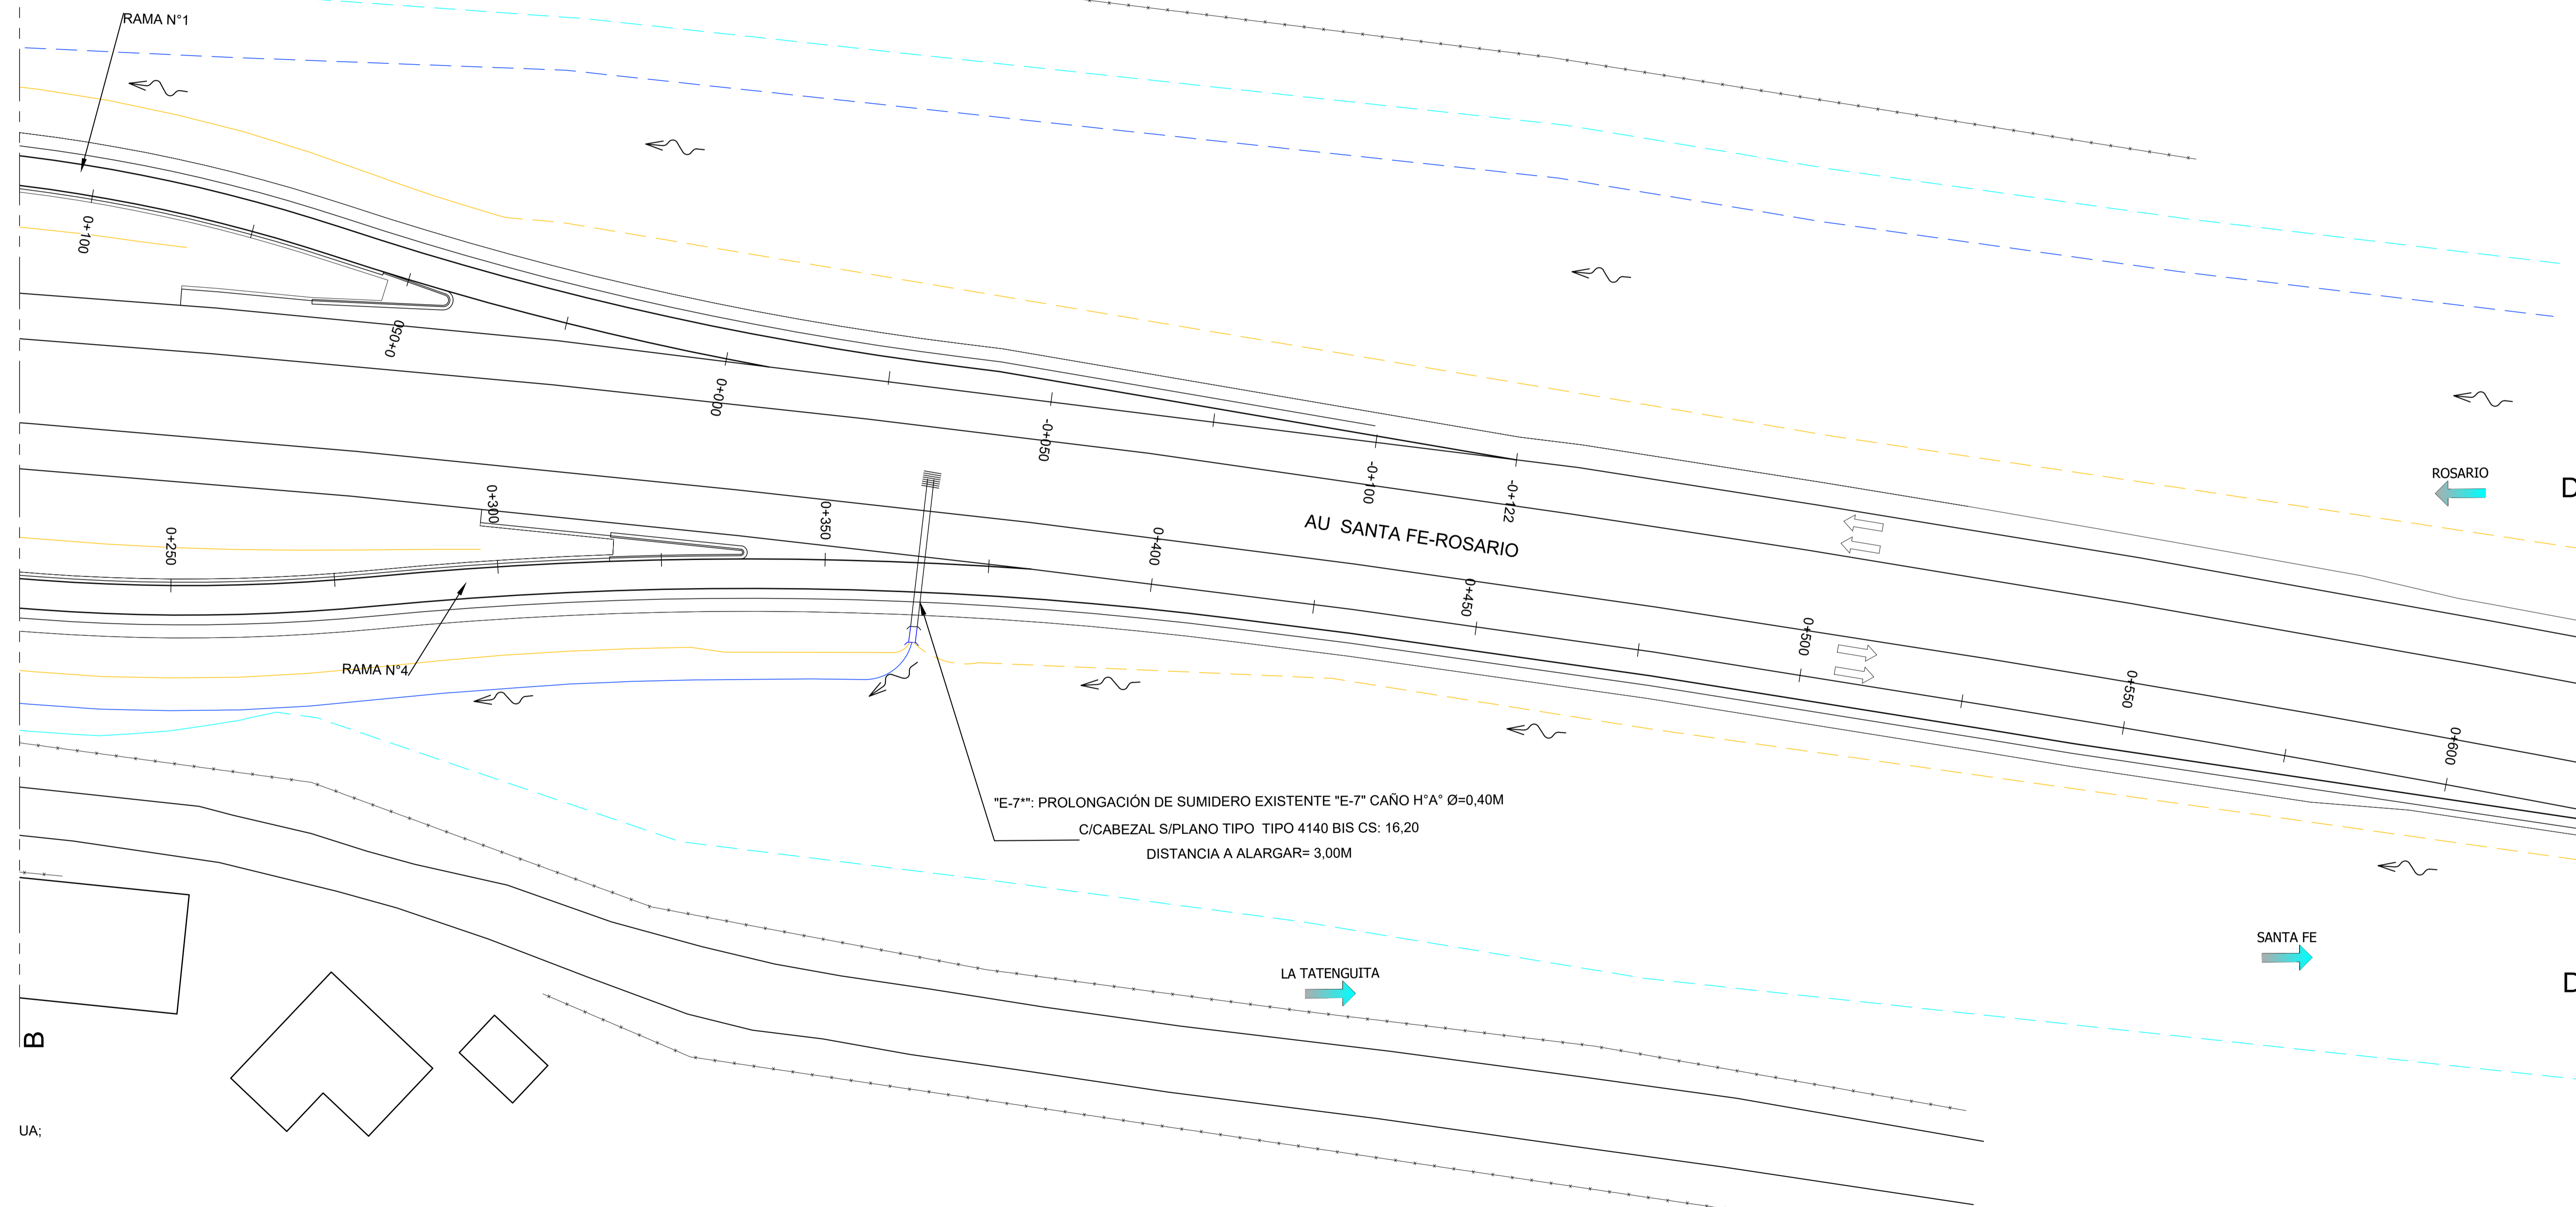 RAMA N°1
0+100
0+050
0+000
-0+050
-0+100
-0+122
ROSARIO
D
AU SANTA FE-ROSARIO
0+250
0+300
0+350
0+400
0+450
0+500
0+550
0+600
RAMA N°4
"E-7*": PROLONGACIÓN DE SUMIDERO EXISTENTE "E-7" CAÑO H°A° Ø=0,40M
C/CABEZAL S/PLANO TIPO TIPO 4140 BIS CS: 16,20
DISTANCIA A ALARGAR= 3,00M
SANTA FE
LA TATENGUITA
D
B
UA;